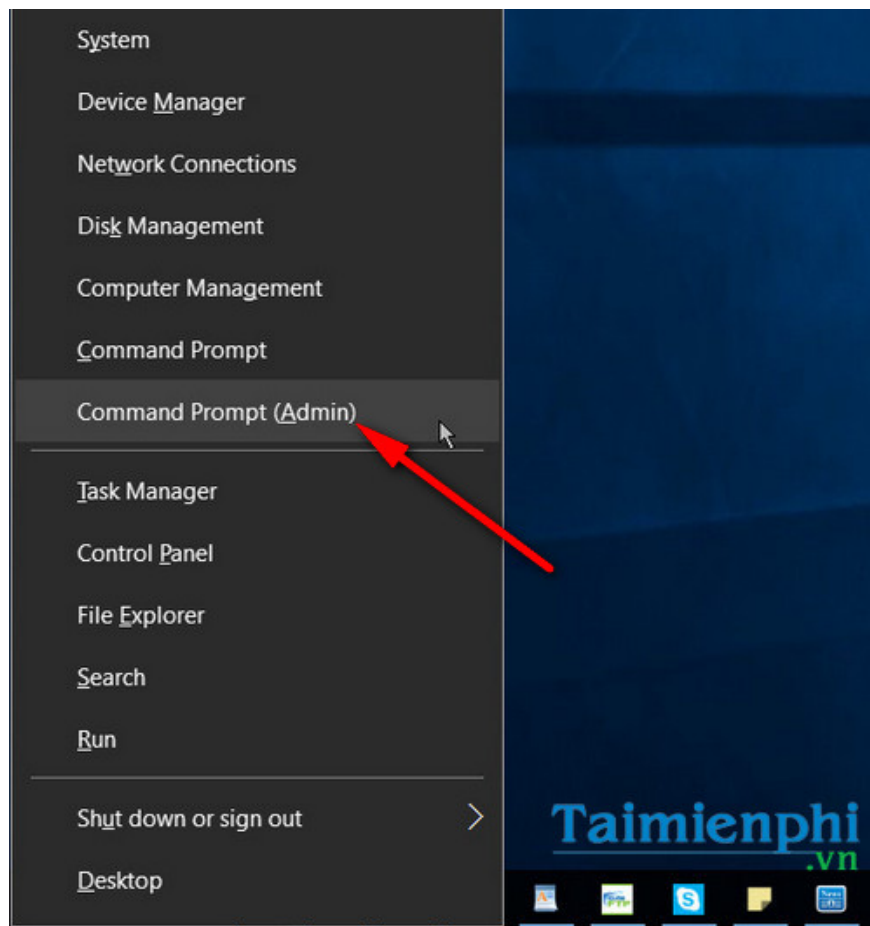 System
Device Manager
Network Connections
Disk Management
Computer Management
Command Prompt
Command Prompt (Admin)
Task Manager
Control Panel
File Explorer
Search
Run
Shut down or sign out
Desktop
Taimienphi
.vn
S